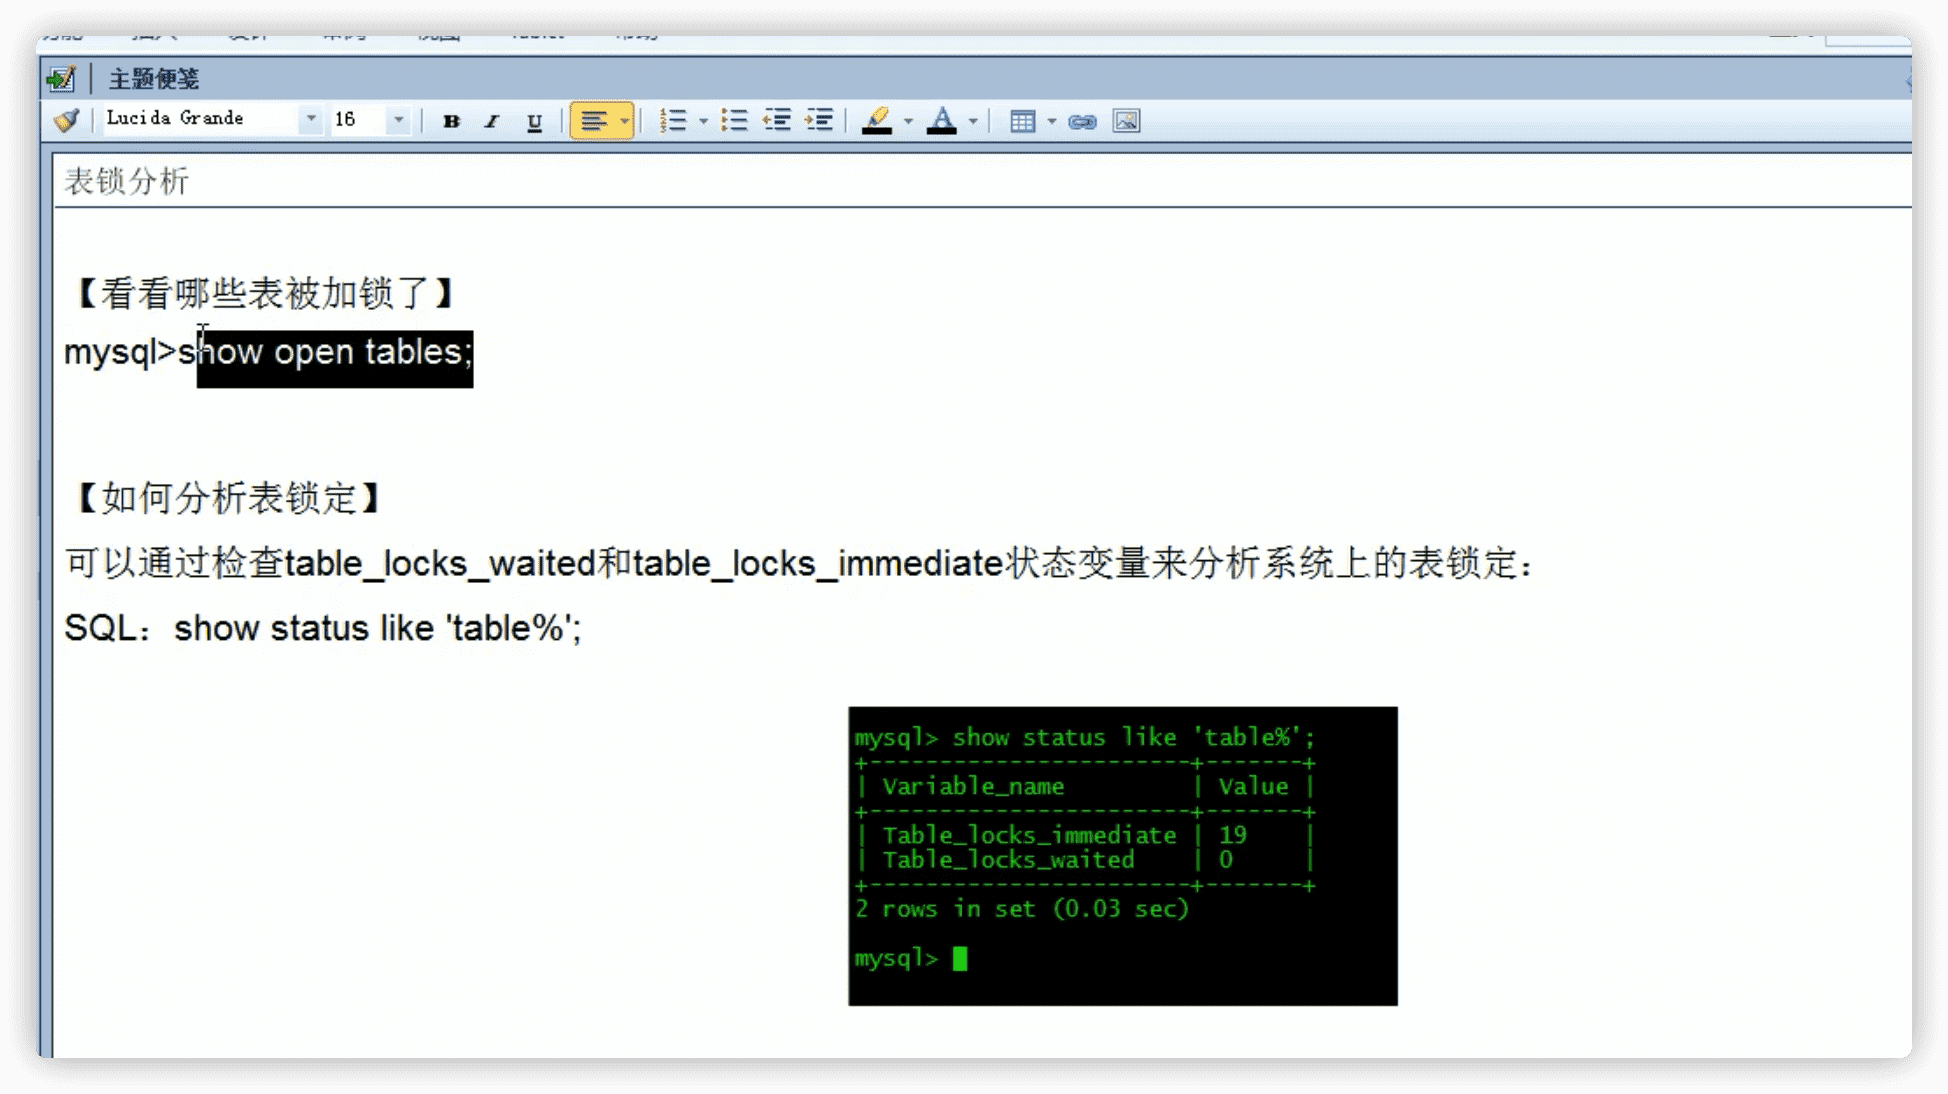 主题便笺
Lucida Grande 16 B I U A
表锁分析
【看看哪些表被加锁了】
mysql>show open tables;
【如何分析表锁定】
可以通过检查table_locks_waited和table_locks_immediate状态变量来分析系统上的表锁定：
SQL：show status like 'table%';
mysql> show status like 'table%';
+-----------------------+-------+
| Variable_name | Value |
+-----------------------+-------+
| Table_locks_immediate | 19 |
| Table_locks_waited | 0 |
+-----------------------+-------+
2 rows in set (0.03 sec)
mysql>